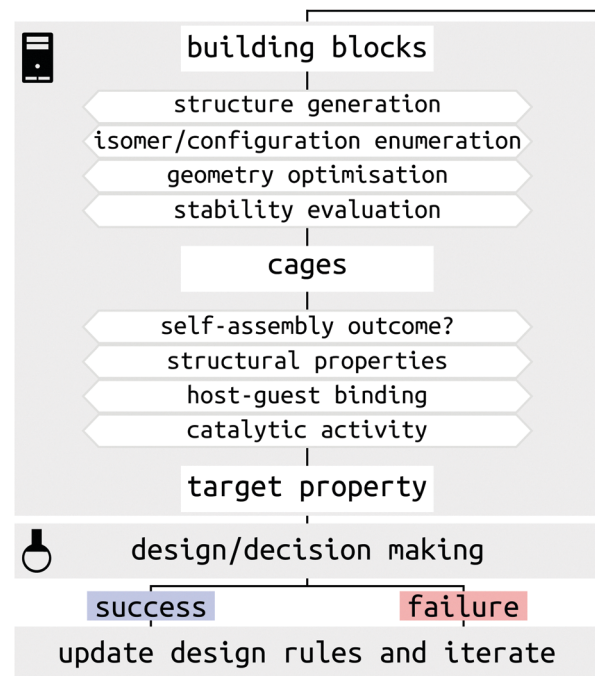 building blocks
structure generation
isomer/configuration enumeration
geometry optimisation
stability evaluation
cages
self-assembly outcome?
structural properties
host-guest binding
catalytic activity
target property
design/decision making
success
failure
update design rules and iterate